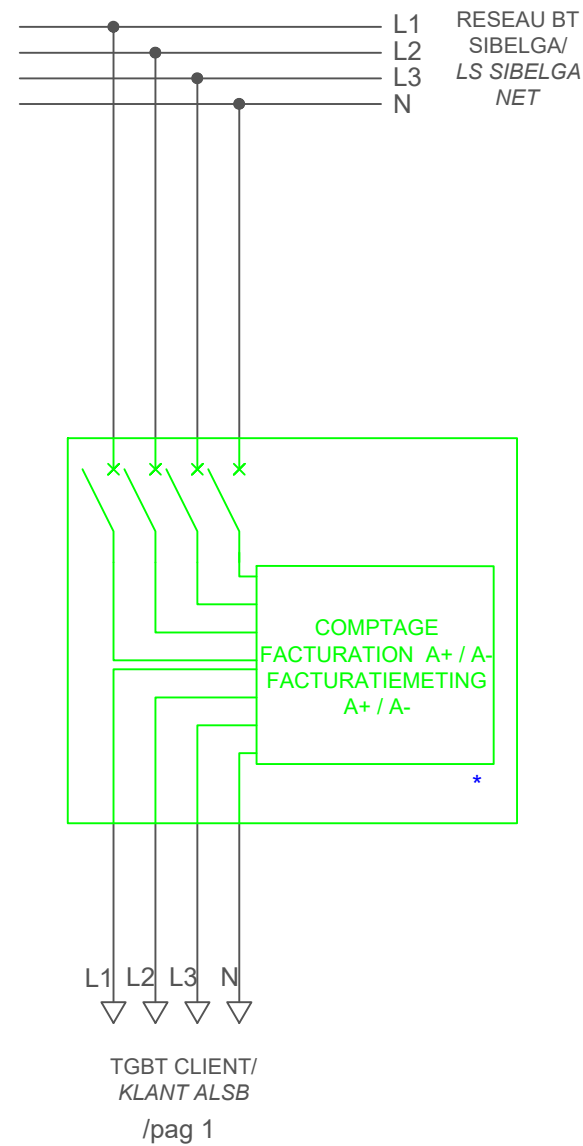 L1
L2
L3
N
RESEAU BT
SIBELGA/
LS SIBELGA
NET
COMPTAGE
FACTURATION A+ / A-
FACTURATIEMETING
A+ / A-
*
L1 L2 L3 N
TGBT CLIENT/
KLANT ALSB
/pag 1